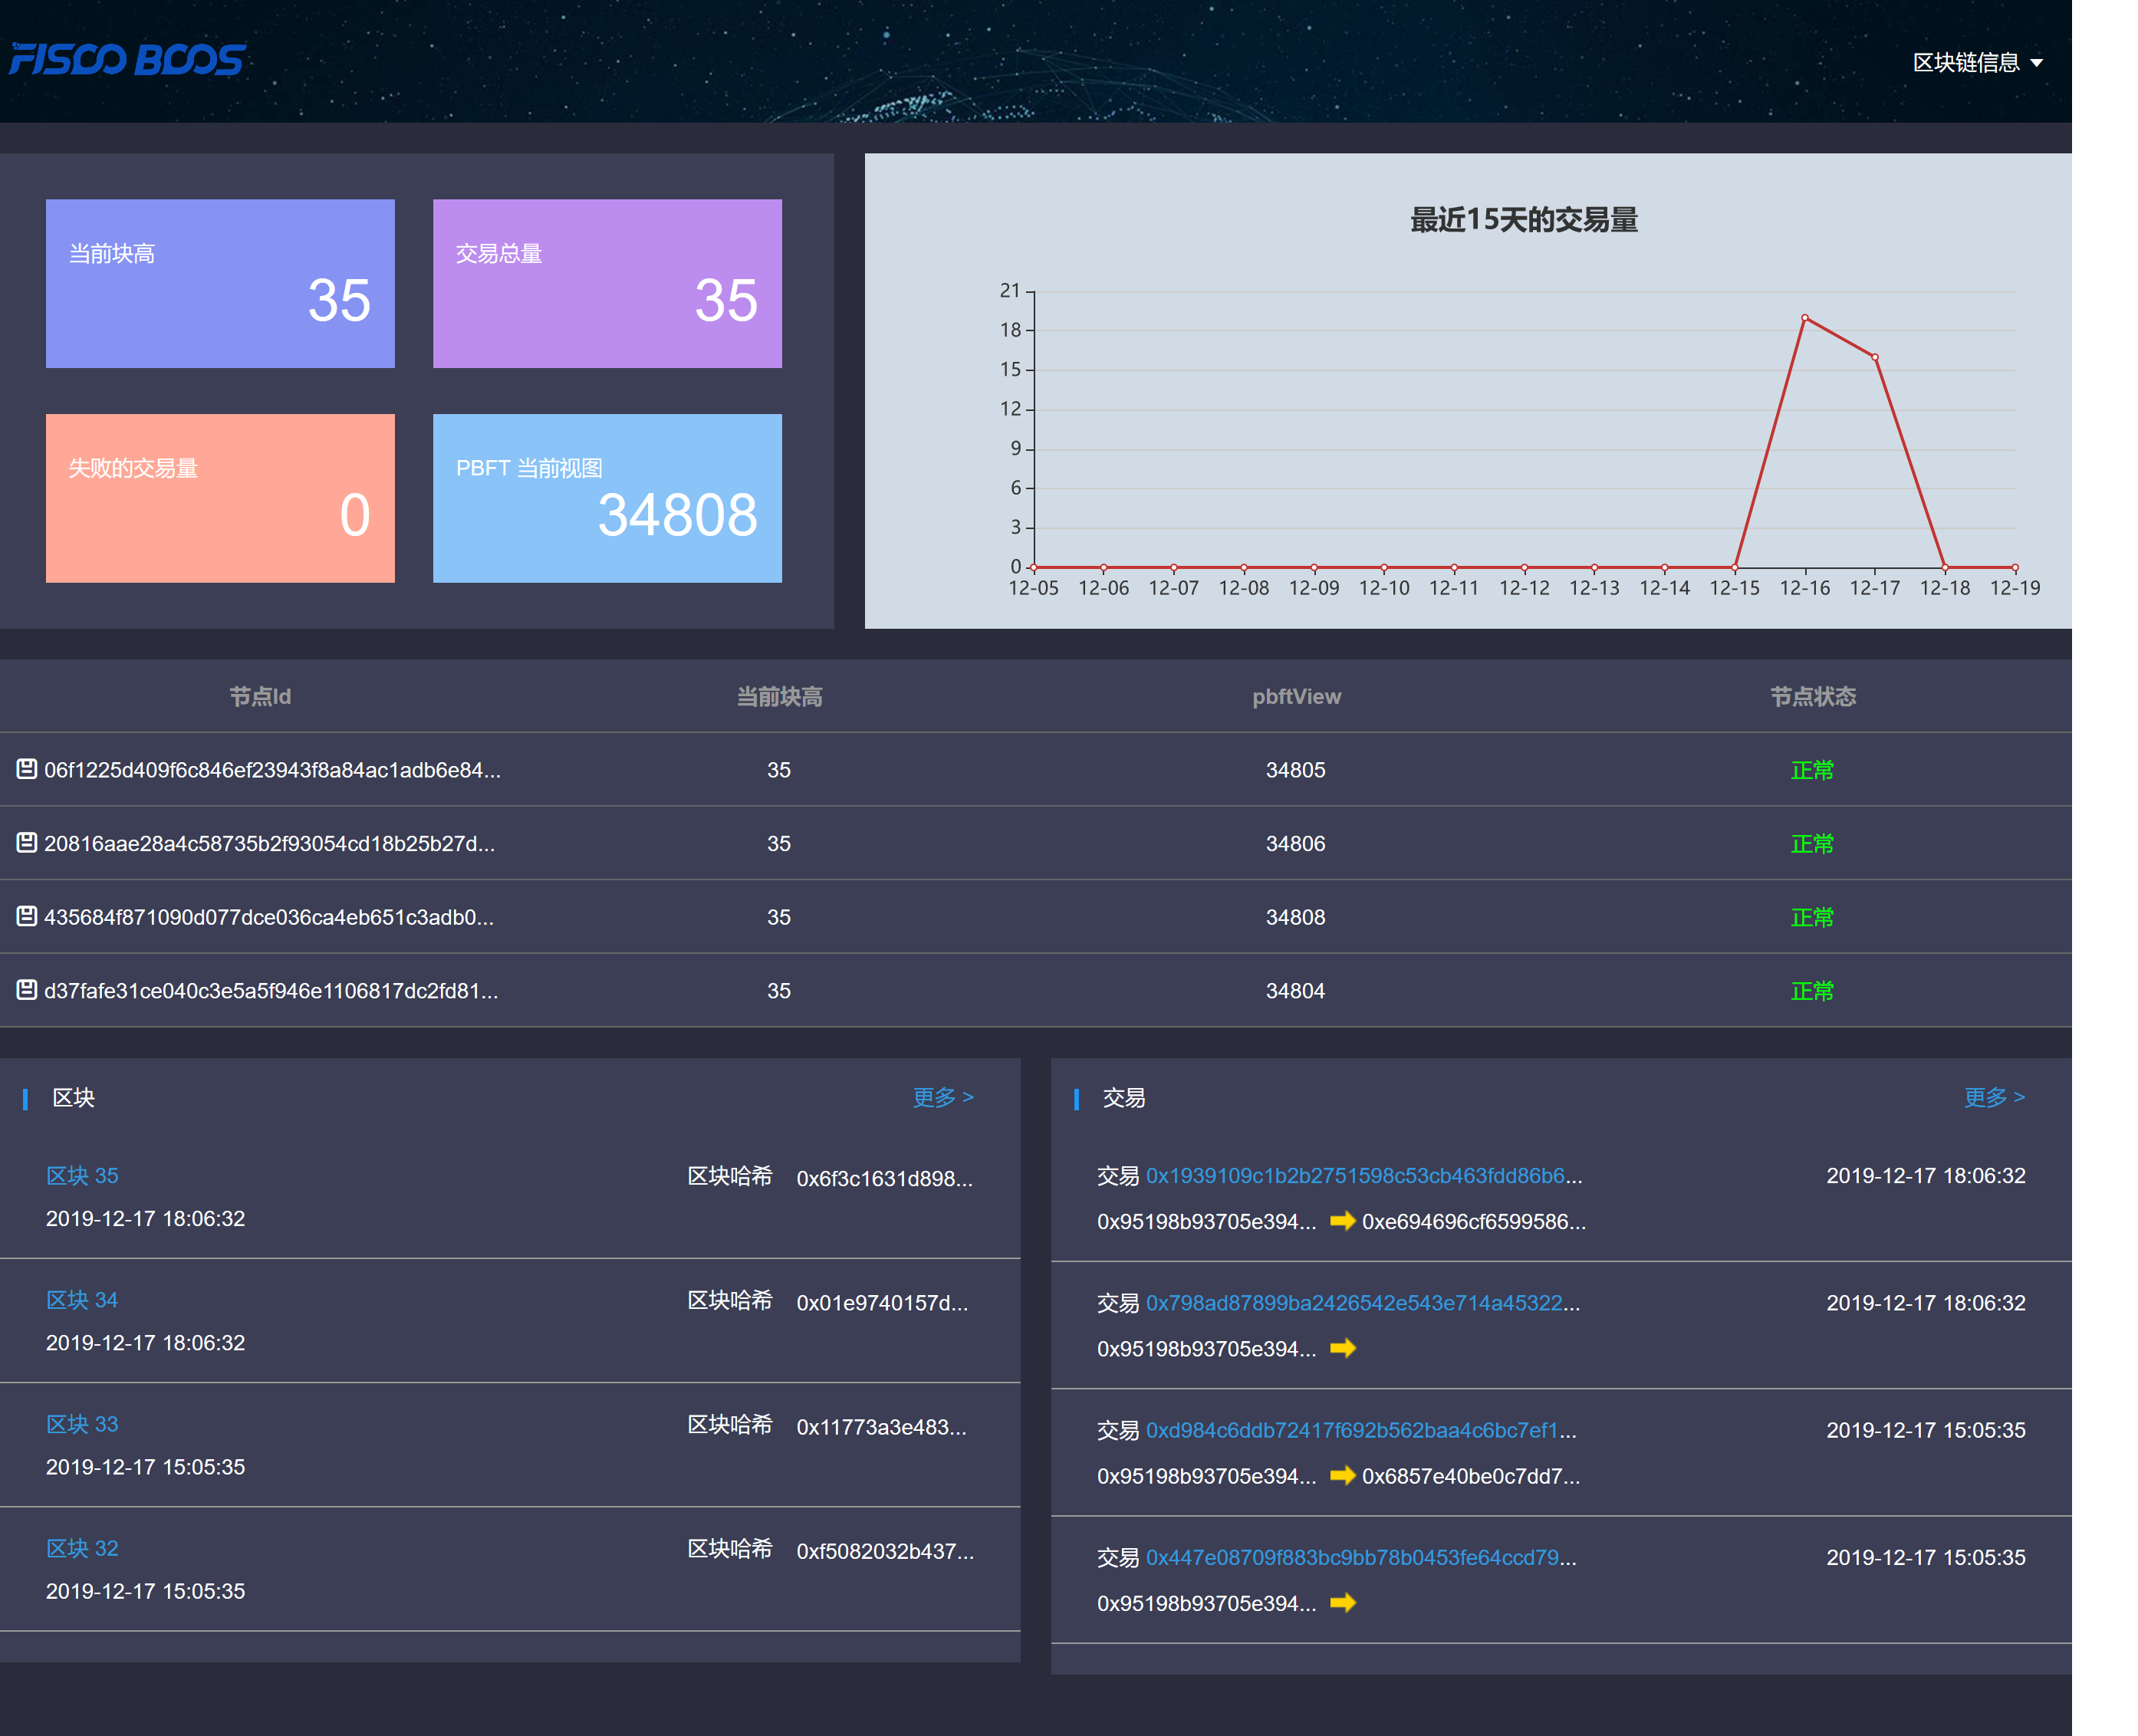 FISCO BCOS
区块链信息
当前块高
35
交易总量
35
失败的交易量
0
PBFT 当前视图
34808
最近15天的交易量
21
18
15
12
9
6
3
0
12-05 12-06 12-07 12-08 12-09 12-10 12-11 12-12 12-13 12-14 12-15 12-16 12-17 12-18 12-19
节点Id 当前块高 pbftView 节点状态
06f1225d409f6c846ef23943f8a84ac1adb6e84... 35 34805 正常
20816aae28a4c58735b2f93054cd18b25b27d... 35 34806 正常
435684f871090d077dce036ca4eb651c3adb0... 35 34808 正常
d37fafe31ce040c3e5a5f946e1106817dc2fd81... 35 34804 正常
区块 更多 >
区块 35 区块哈希 0x6f3c1631d898...
2019-12-17 18:06:32
区块 34 区块哈希 0x01e9740157d...
2019-12-17 18:06:32
区块 33 区块哈希 0x11773a3e483...
2019-12-17 15:05:35
区块 32 区块哈希 0xf5082032b437...
2019-12-17 15:05:35
交易 更多 >
交易 0x1939109c1b2b2751598c53cb463fdd86b6... 2019-12-17 18:06:32
0x95198b93705e394... 0xe694696cf6599586...
交易 0x798ad87899ba2426542e543e714a45322... 2019-12-17 18:06:32
0x95198b93705e394...
交易 0xd984c6ddb72417f692b562baa4c6bc7ef1... 2019-12-17 15:05:35
0x95198b93705e394... 0x6857e40be0c7dd7...
交易 0x447e08709f883bc9bb78b0453fe64ccd79... 2019-12-17 15:05:35
0x95198b93705e394...